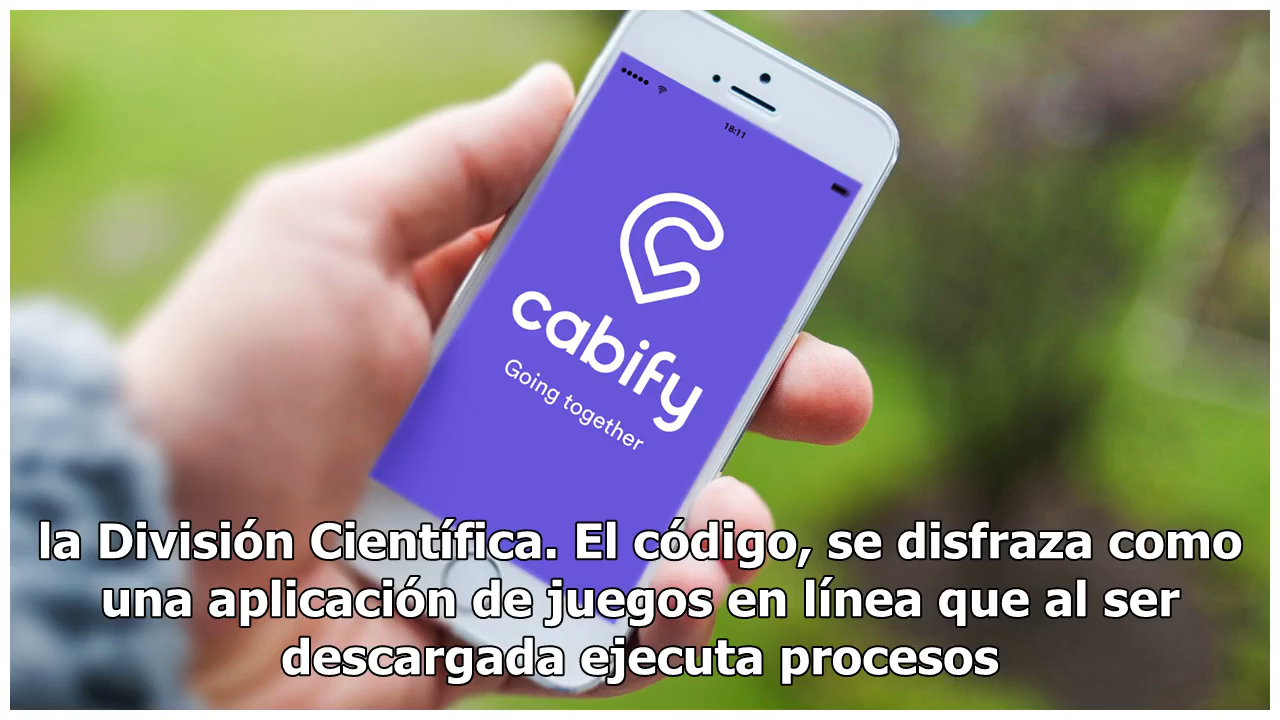 18:11
cabify
Going together
la División Científica. El código, se disfraza como
una aplicación de juegos en línea que al ser
descargada ejecuta procesos